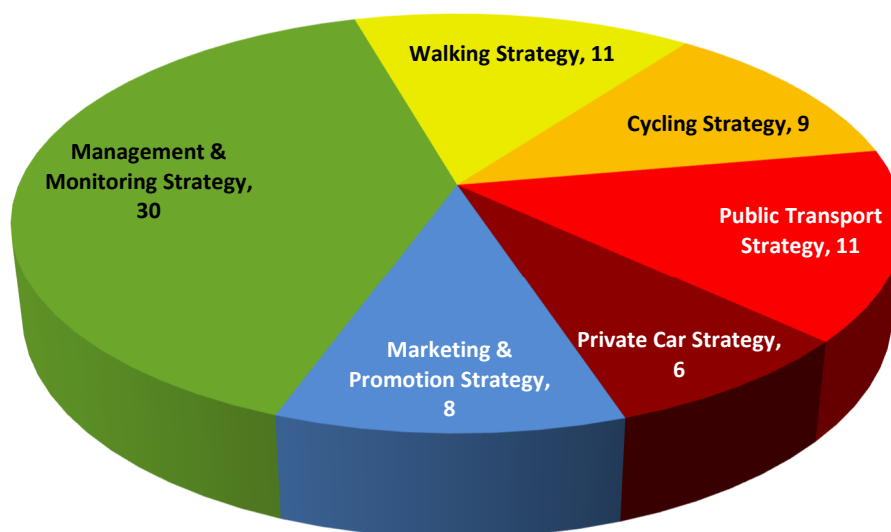 Walking Strategy, 11
Cycling Strategy, 9
Management &
Monitoring Strategy,
30
Public Transport
Strategy, 11
Private Car Strategy,
6
Marketing &
Promotion Strategy,
8